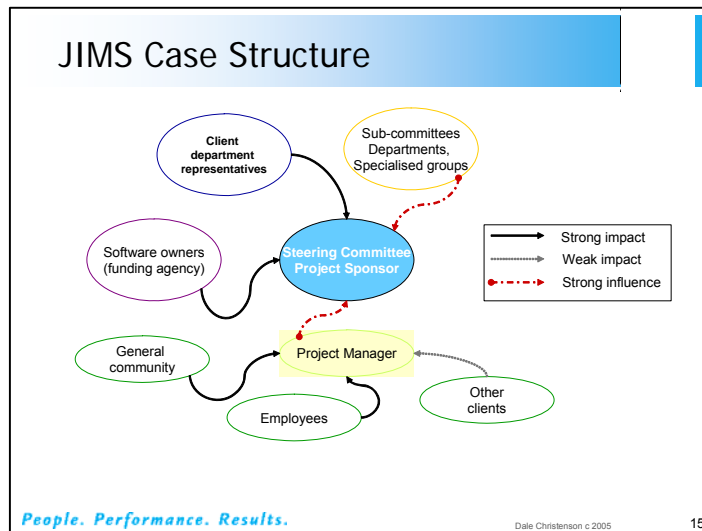 JIMS Case Structure
Client
department
representatives
Sub-committees
Departments,
Specialised groups
Software owners
(funding agency)
Steering Committee
Project Sponsor
Strong impact
Weak impact
Strong influence
General
community
Project Manager
Employees
Other
clients
People. Performance. Results.
Dale Christenson c 2005
15